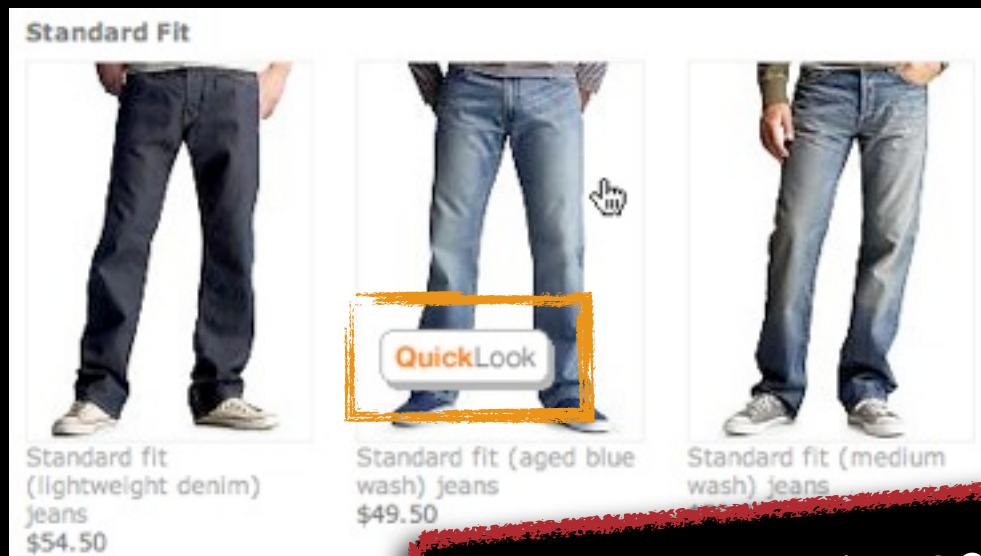 Standard Fit
QuickLook
Standard fit
(lightweight denim)
jeans
$54.50
Standard fit (aged blue
wash) jeans
$49.50
Standard fit (medium
wash) jeans